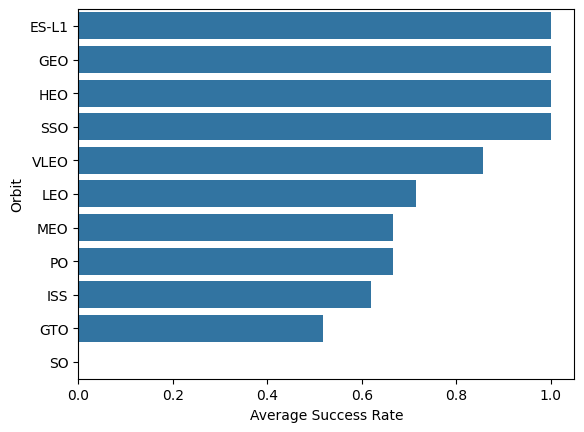 ES-L1
GEO
HEO
SSO
VLEO
LEO
MEO
PO
ISS
GTO
SO
Orbit
0.0 0.2 0.4 0.6 0.8 1.0
Average Success Rate